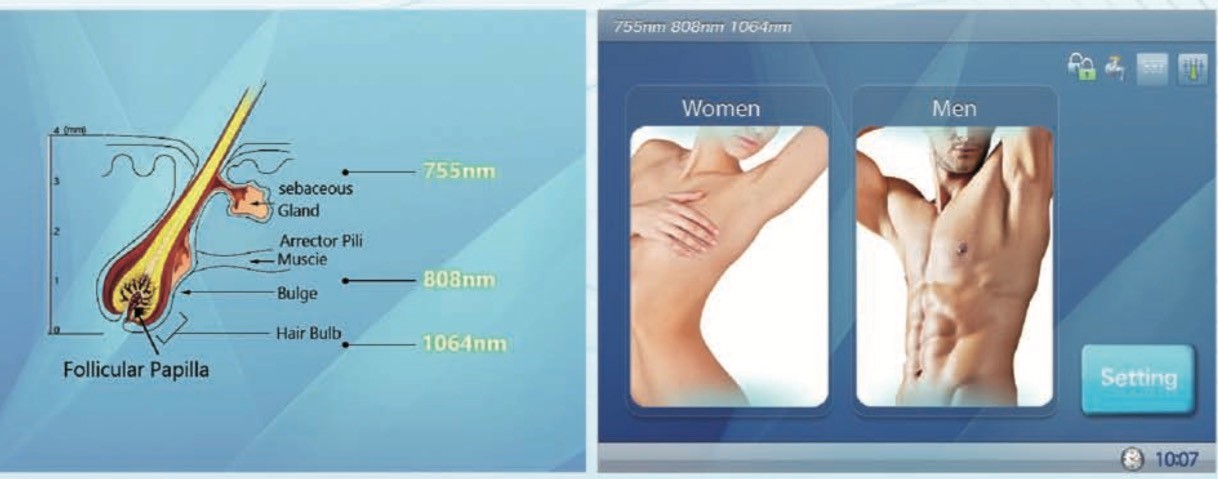 4 (mm)
3
2
1
0
755nm
sebaceous
Gland
Arrector Pili
Muscie
808nm
Bulge
Hair Bulb
1064nm
Follicular Papilla
755nm 808nm 1064nm
Women
Men
Setting
10:07